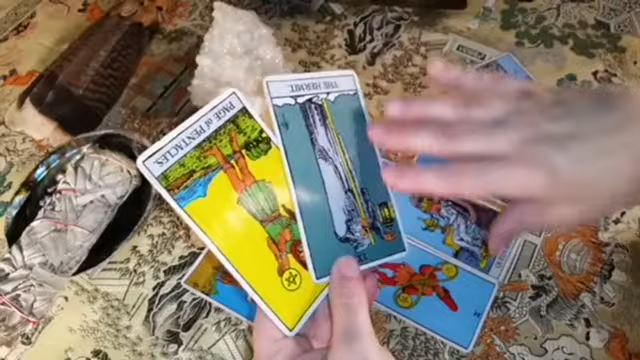 PAGE of PENTACLES.
THE HERMIT.